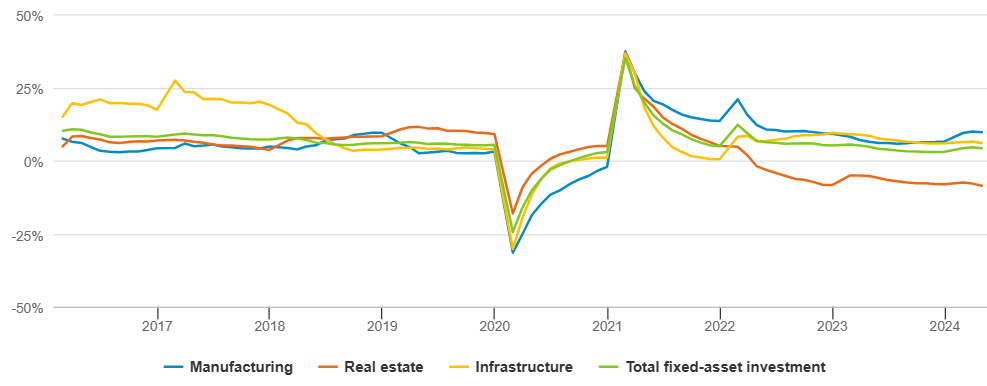 50%
25%
0%
-25%
-50%
2017 2018 2019 2020 2021 2022 2023 2024
Manufacturing Real estate Infrastructure Total fixed-asset investment